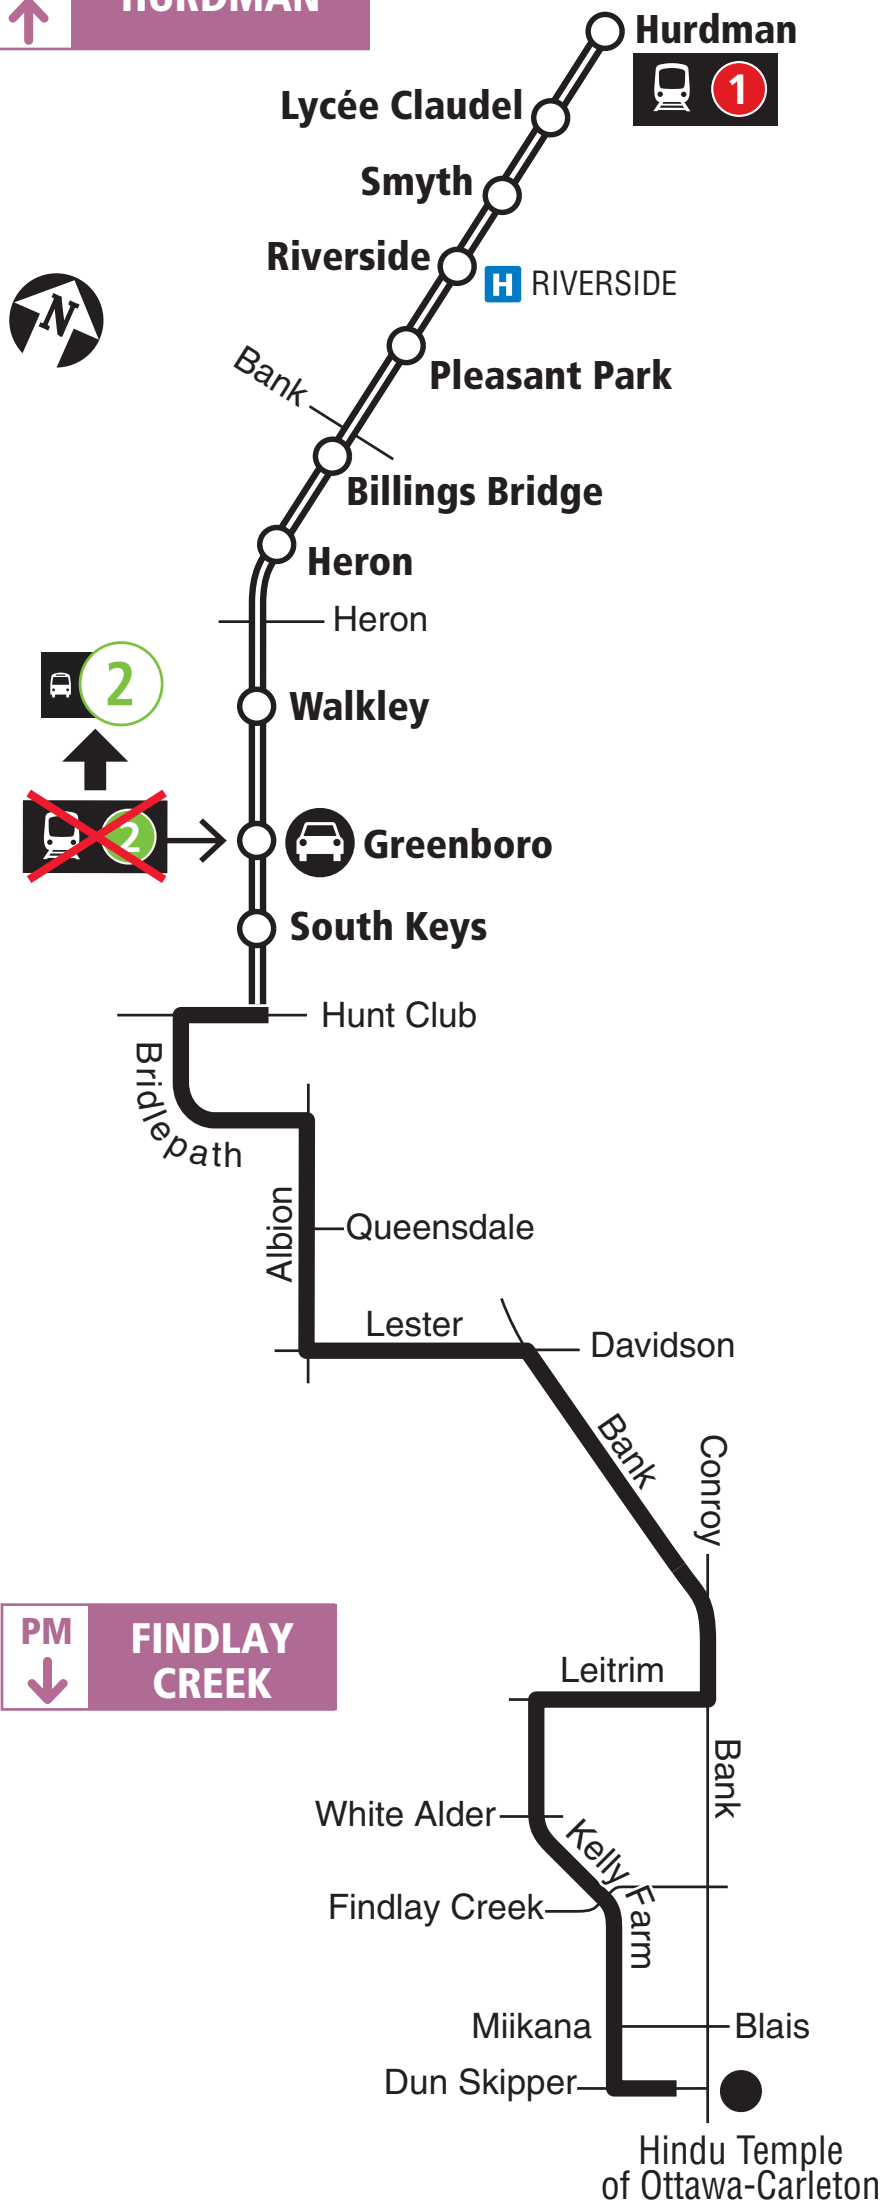 HURDMAN
Hurdman
1
Lycée Claudel
Smyth
Riverside
H RIVERSIDE
N
Bank
Pleasant Park
Billings Bridge
Heron
Heron
2
Walkley
2
Greenboro
South Keys
Hunt Club
Bridlepath
Albion
Queensdale
Lester
Davidson
Bank
Conroy
PM
FINDLAY
CREEK
Leitrim
Bank
White Alder
Kelly Farm
Findlay Creek
Miikana
Blais
Dun Skipper
Hindu Temple
of Ottawa-Carleton